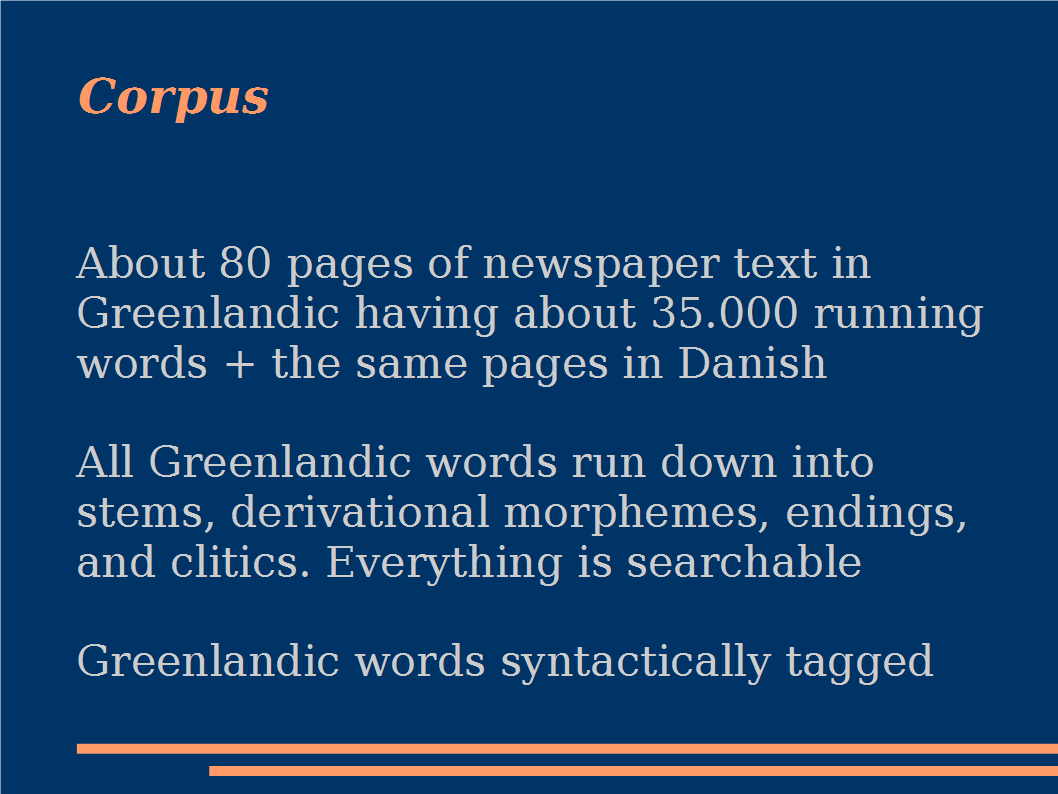 Corpus
About 80 pages of newspaper text in
Greenlandic having about 35.000 running
words + the same pages in Danish
All Greenlandic words run down into
stems, derivational morphemes, endings,
and clitics. Everything is searchable
Greenlandic words syntactically tagged